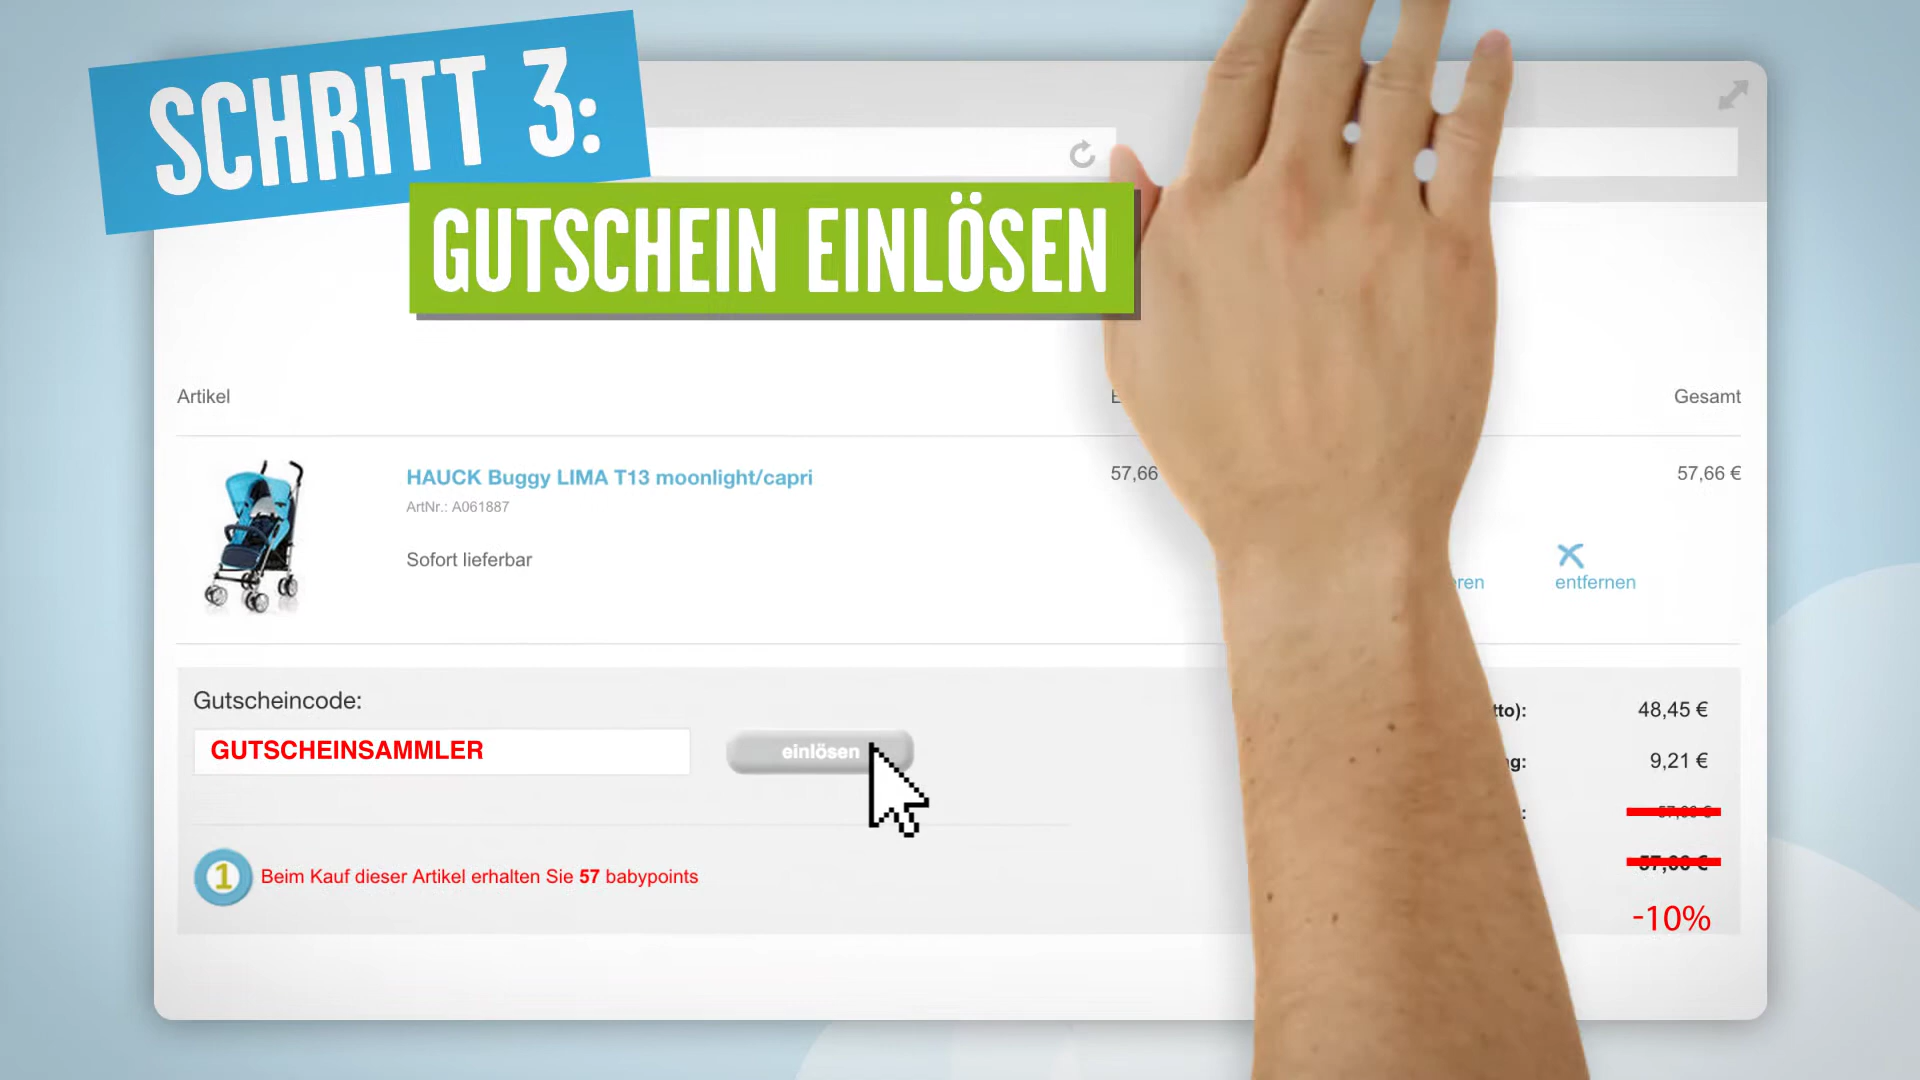 SCHRITT 3:
GUTSCHEIN EINLÖSEN
Artikel
Gesamt
HAUCK Buggy LIMA T13 moonlight/capri
57,66
57,66 €
ArtNr.: A061887
Sofort lieferbar
entfernen
Gutscheincode:
48,45 €
GUTSCHEINSAMMLER
einlösen
9,21 €
1 Beim Kauf dieser Artikel erhalten Sie 57 babypoints
-10%